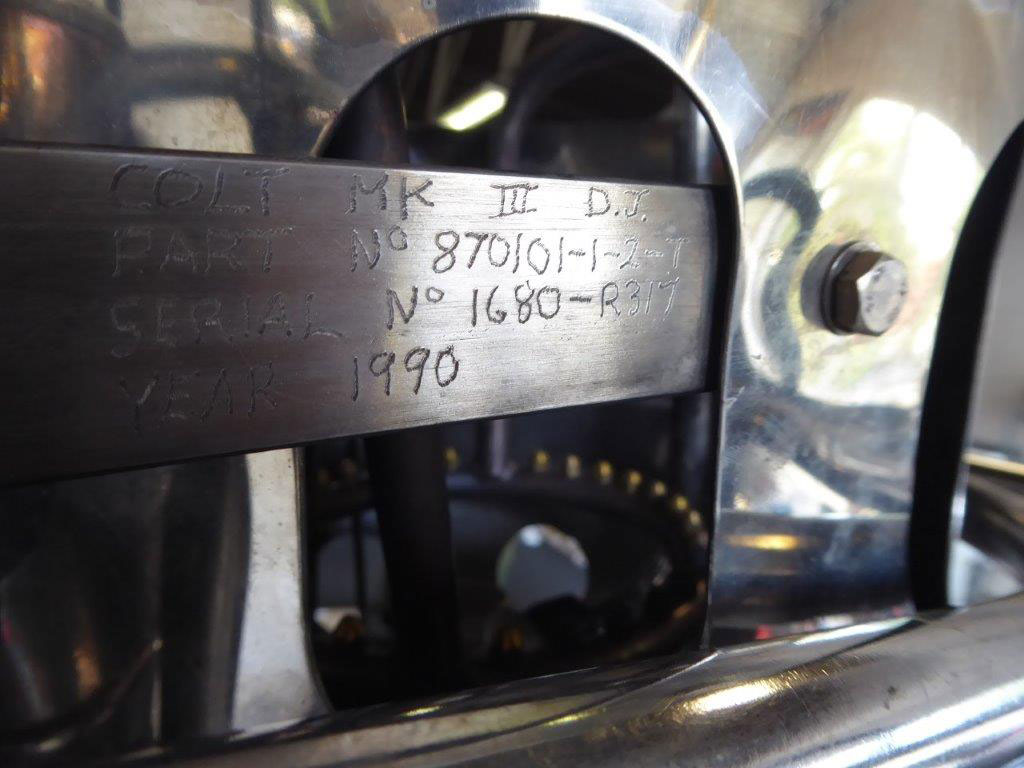 COLT MK III D.J.
PART Nº 870101-1-2-T
SERIAL Nº 1680-R317
YEAR 1990